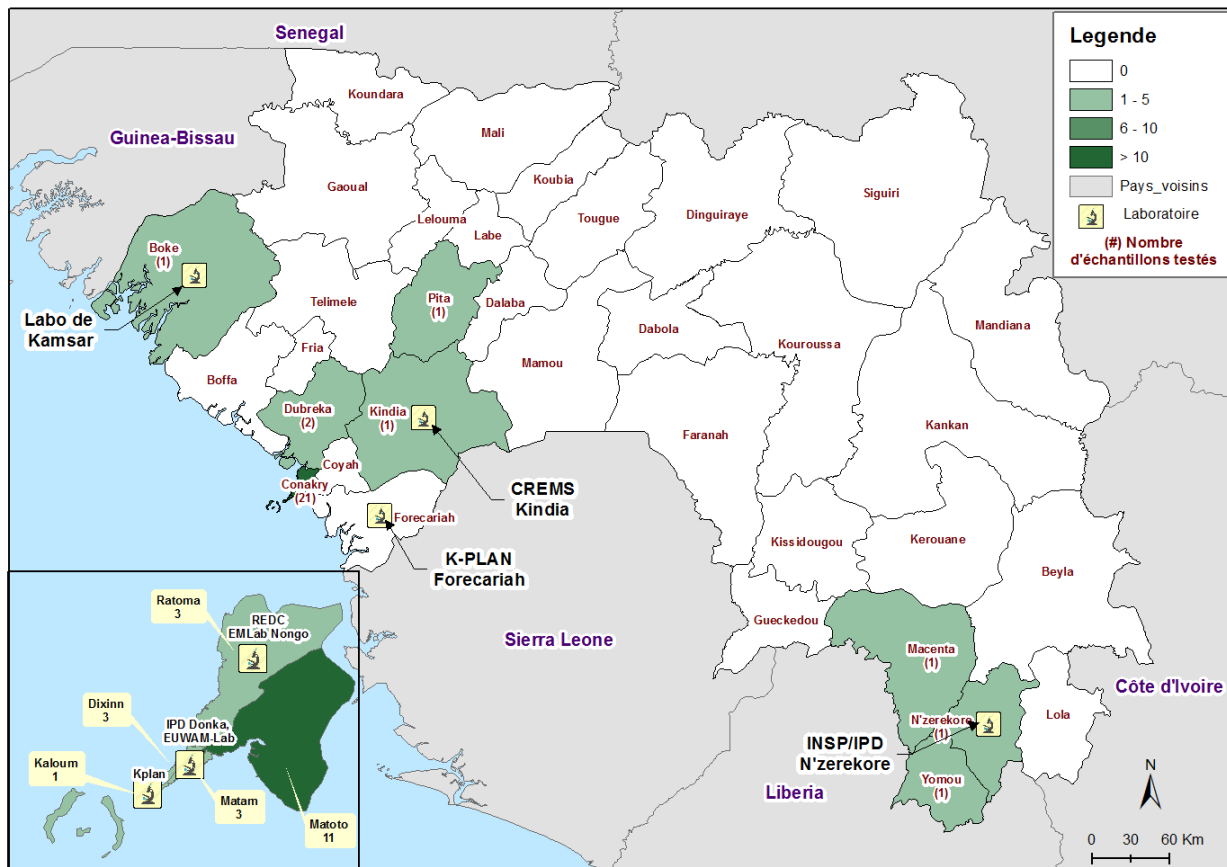 Senegal
Guinea-Bissau
Koundara
Mali
Koubia
Gaoual
Lelouma
Labe
Tougue
Dinguiraye
Siguiri
Boke
(1)
Labo de
Kamsar
Telimele
Pita
(1)
Dalaba
Fria
Boffa
Mamou
Dabola
Kouroussa
Mandiana
Dubreka
(2)
Kindia
(1)
Coyah
Conakry
(21)
Forecariah
Faranah
Kankan
CREMS
Kindia
K-PLAN
Forecariah
Kissidougou
Kerouane
Beyla
Gueckedou
Sierra Leone
Macenta
(1)
N'zerekore
(1)
Lola
Yomou
(1)
INSP/IPD
N'zerekore
Liberia
Côte d'Ivoire
Legende
0
1 - 5
6 - 10
> 10
Pays_voisins
Laboratoire
(#) Nombre
d'échantillons testés
Ratoma
3
REDC
EMLab Nongo
Dixinn
3
IPD Donka,
EUWAM-Lab
Kaloum
1
Kplan
Matam
3
Matoto
11
N
0 30 60 Km